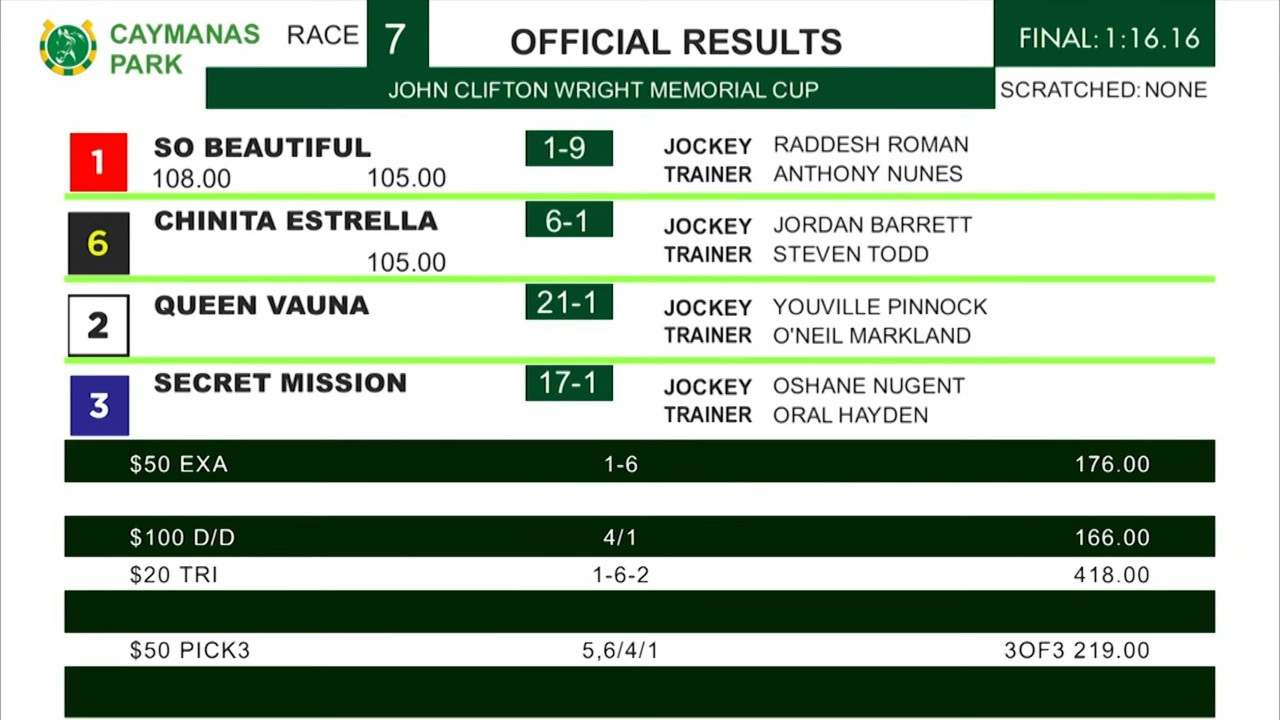 CAYMANAS PARK
RACE 7
OFFICIAL RESULTS
FINAL: 1:16.16
JOHN CLIFTON WRIGHT MEMORIAL CUP
SCRATCHED: NONE
1 SO BEAUTIFUL 1-9 JOCKEY RADDESH ROMAN
108.00 105.00 TRAINER ANTHONY NUNES
6 CHINITA ESTRELLA 6-1 JOCKEY JORDAN BARRETT
105.00 TRAINER STEVEN TODD
2 QUEEN VAUNA 21-1 JOCKEY YOUVILLE PINNOCK
TRAINER O'NEIL MARKLAND
3 SECRET MISSION 17-1 JOCKEY OSHANE NUGENT
TRAINER ORAL HAYDEN
$50 EXA 1-6 176.00
$100 D/D 4/1 166.00
$20 TRI 1-6-2 418.00
$50 PICK3 5,6/4/1 3OF3 219.00